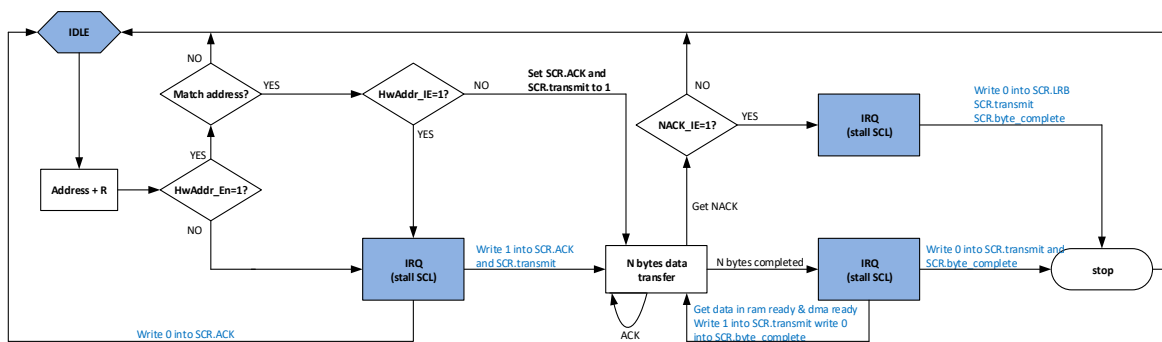 IDLE
NO
Match address?
YES
HwAddr_IE=1?
NO
Set SCR.ACK and
SCR.transmit to 1
NO
NACK_IE=1?
YES
IRQ
(stall SCL)
Write 0 into SCR.LRB
SCR.transmit
SCR.byte_complete
YES
YES
Address + R
HwAddr_En=1?
Get NACK
NO
IRQ
(stall SCL)
Write 1 into SCR.ACK
and SCR.transmit
N bytes data
transfer
N bytes completed
IRQ
(stall SCL)
Write 0 into SCR.transmit and
SCR.byte_complete
stop
Get data in ram ready & dma ready
Write 1 into SCR.transmit write 0
into SCR.byte_complete
ACK
Write 0 into SCR.ACK